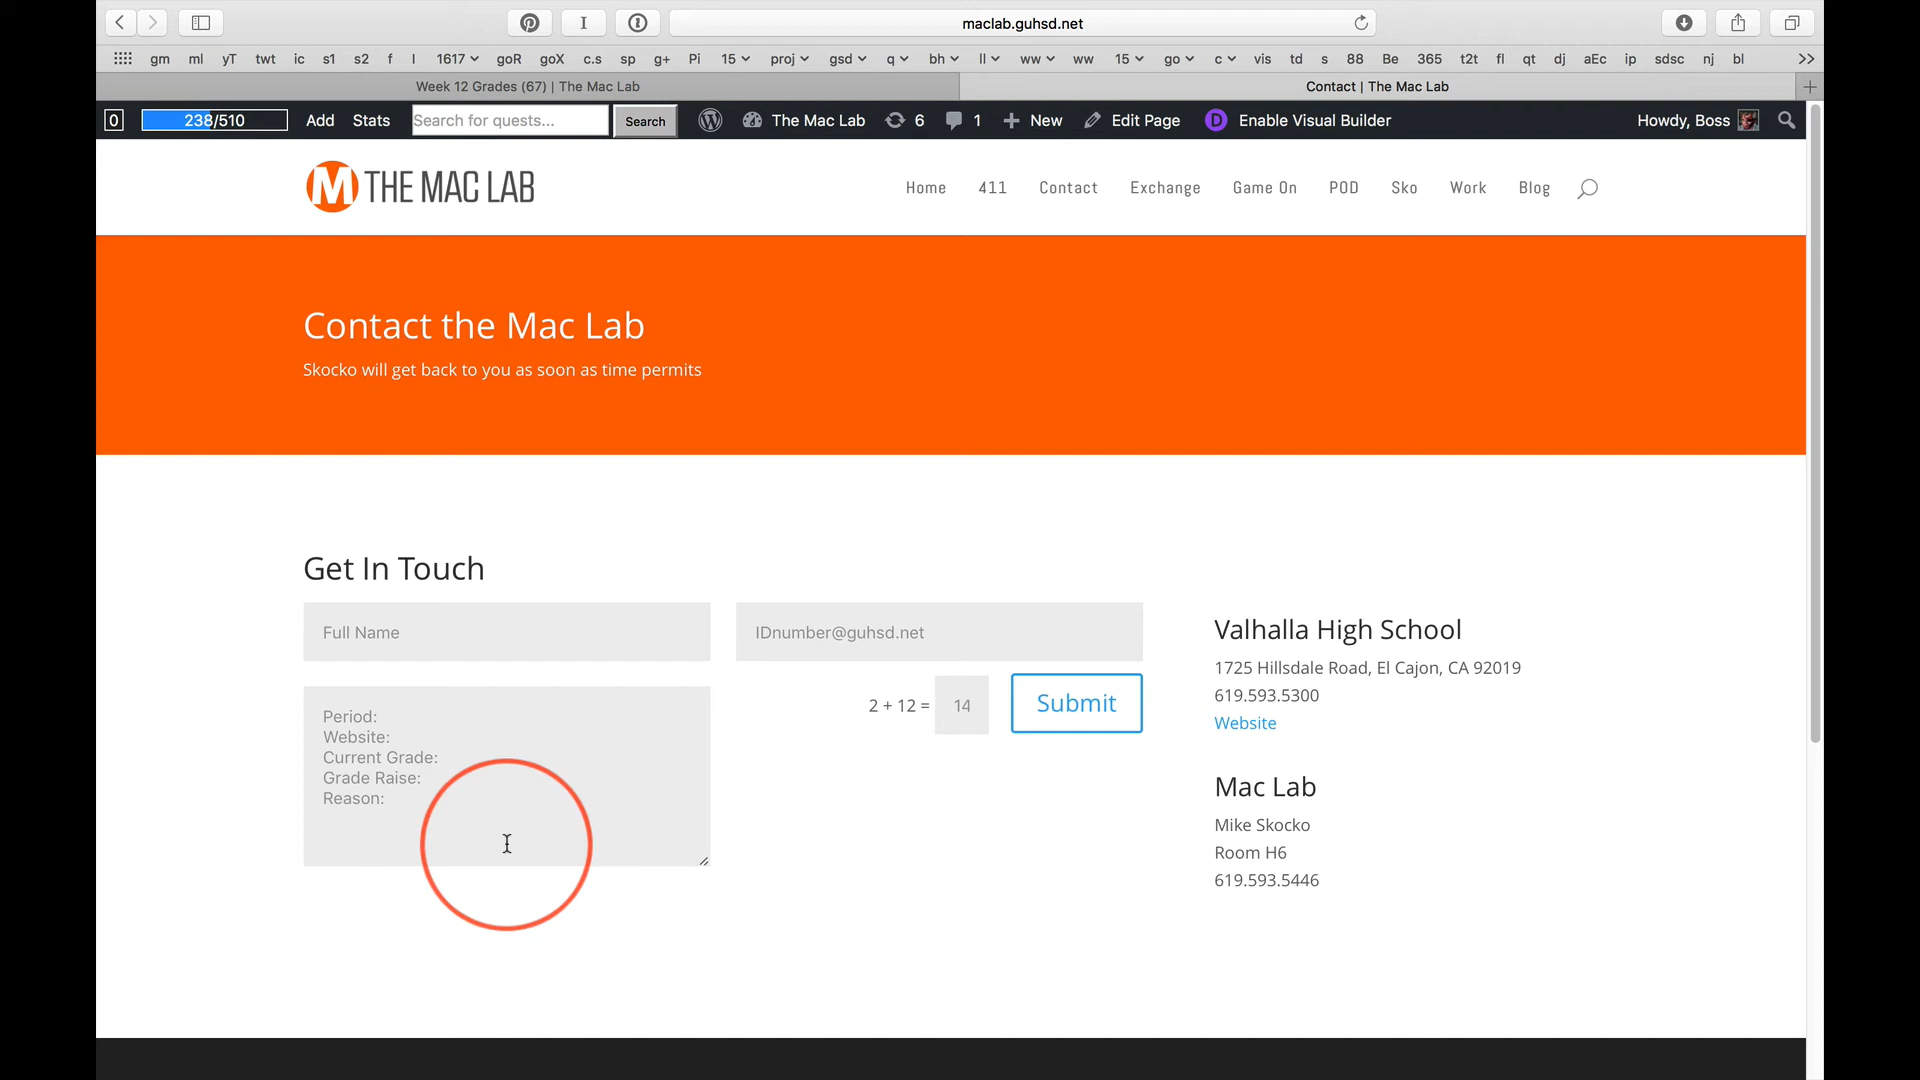 maclab.guhsd.net
gm ml yT twt ic s1 s2 f I 1617 goR goX c.s sp g+ Pi 15 proj gsd q bh ll ww ww 15 go c vis td s 88 Be 365 t2t fl qt dj aEc ip sdsc nj bl
Week 12 Grades (67) | The Mac Lab
Contact | The Mac Lab
0 238/510 Add Stats Search for quests... Search The Mac Lab 6 1 New Edit Page D Enable Visual Builder Howdy, Boss
M THE MAC LAB
Home 411 Contact Exchange Game On POD Sko Work Blog
Contact the Mac Lab
Skocko will get back to you as soon as time permits
Get In Touch
Full Name
IDnumber@guhsd.net
Period:
Website:
Current Grade:
Grade Raise:
Reason:
2 + 12 = 14
Submit
Valhalla High School
1725 Hillsdale Road, El Cajon, CA 92019
619.593.5300
Website
Mac Lab
Mike Skocko
Room H6
619.593.5446